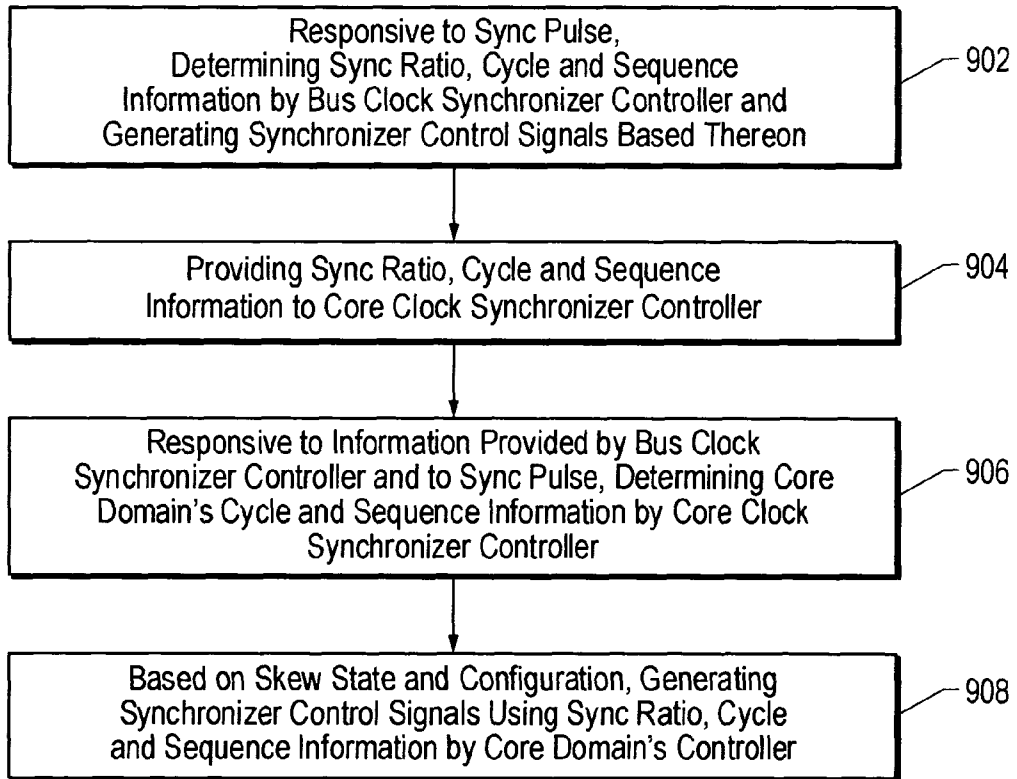 Responsive to Sync Pulse,
Determining Sync Ratio, Cycle and Sequence
Information by Bus Clock Synchronizer Controller and
Generating Synchronizer Control Signals Based Thereon
902
Providing Sync Ratio, Cycle and Sequence
Information to Core Clock Synchronizer Controller
904
Responsive to Information Provided by Bus Clock
Synchronizer Controller and to Sync Pulse, Determining Core
Domain's Cycle and Sequence Information by Core Clock
Synchronizer Controller
906
Based on Skew State and Configuration, Generating
Synchronizer Control Signals Using Sync Ratio, Cycle
and Sequence Information by Core Domain's Controller
908